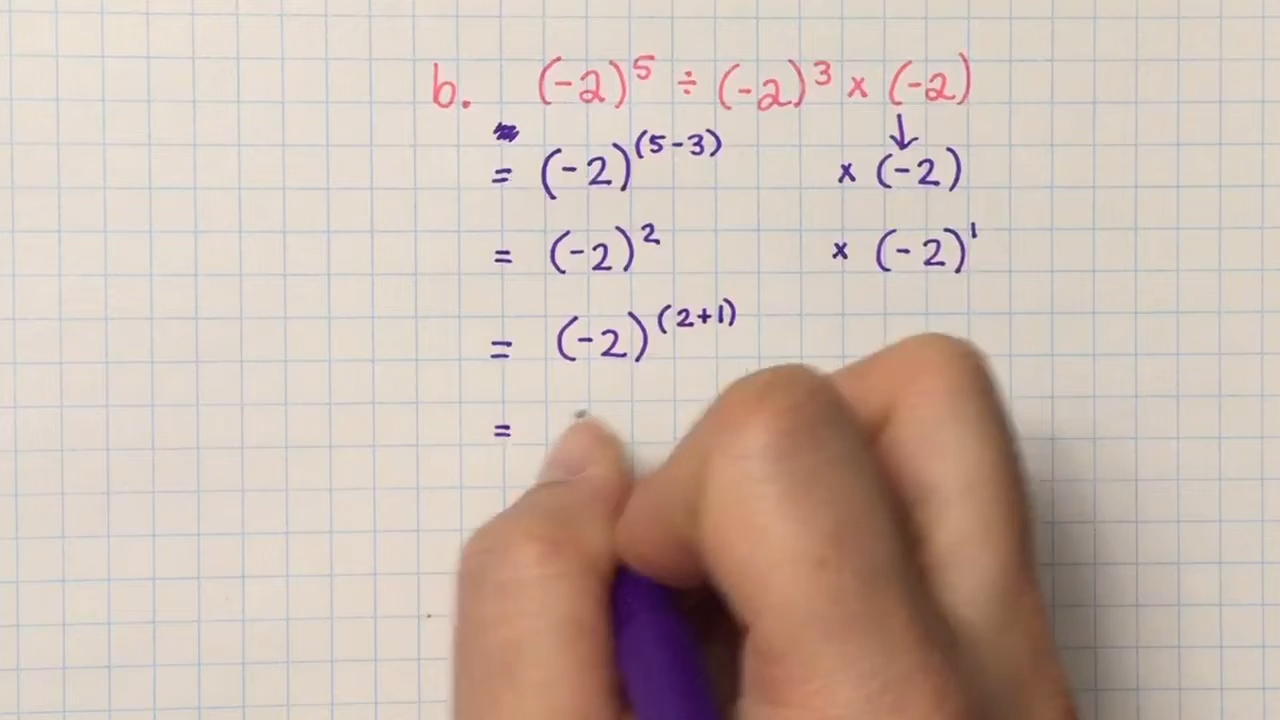 b. (-2)⁵ ÷ (-2)³ × (-2)
= (-2)⁽⁵⁻³⁾ × (-2)
= (-2)² × (-2)¹
= (-2)⁽²⁺¹⁾
=